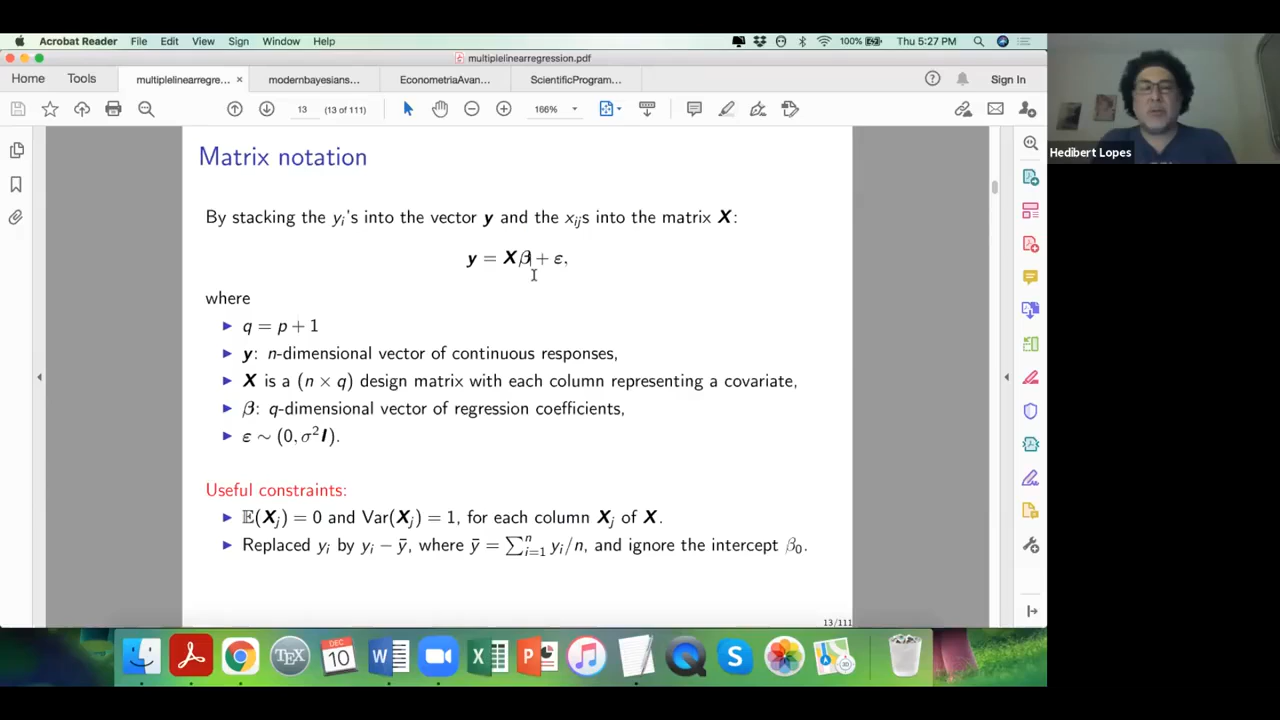 Acrobat Reader File Edit View Sign Window Help 100% Thu 5:27 PM
multiplelinearregression.pdf
Home Tools multiplelinearregre... × modernbayesians... EconometriaAvan... ScientificProgram... Sign In
13 (13 of 111) 166%
Hedibert Lopes
Matrix notation
By stacking the yᵢ's into the vector y and the xᵢⱼs into the matrix X:
y = Xβ + ε,
where
▶ q = p + 1
▶ y: n-dimensional vector of continuous responses,
▶ X is a (n × q) design matrix with each column representing a covariate,
▶ β: q-dimensional vector of regression coefficients,
▶ ε ∼ (0, σ²I).
Useful constraints:
▶ 𝔼(Xⱼ) = 0 and Var(Xⱼ) = 1, for each column Xⱼ of X.
▶ Replaced yᵢ by yᵢ − ȳ, where ȳ = ∑ⁿᵢ₌₁ yᵢ/n, and ignore the intercept β₀.
13/111
TEX DEC 10 W X P S 3D